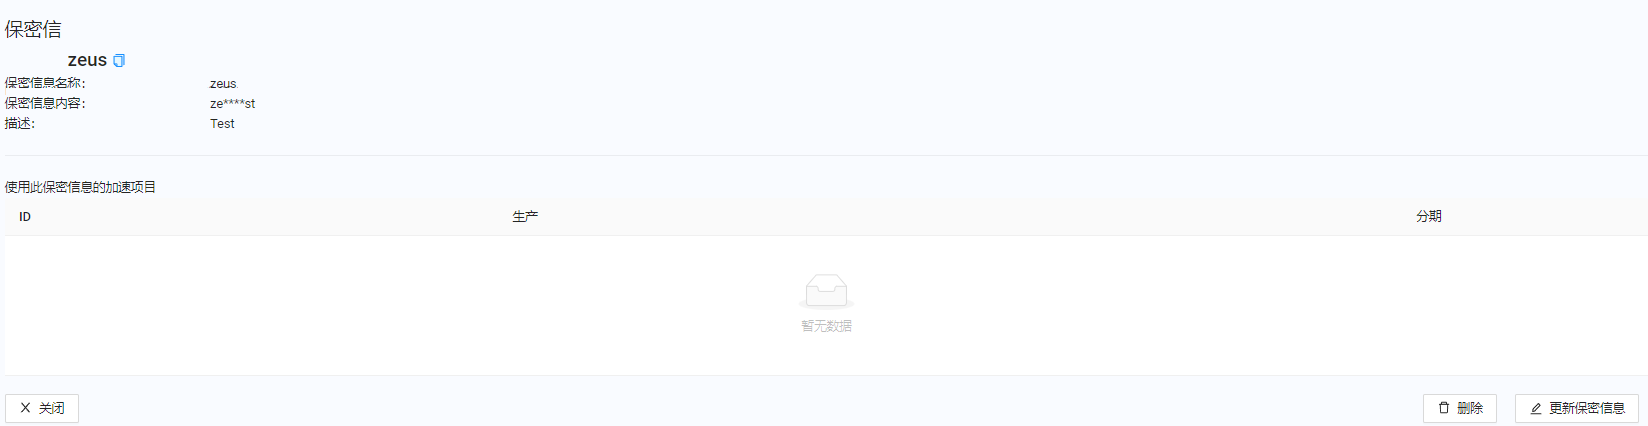 保密信
zeus
保密信息名称: zeus
保密信息内容: ze****st
描述: Test
使用此保密信息的加速项目
ID 生产 分期
暂无数据
关闭 删除 更新保密信息